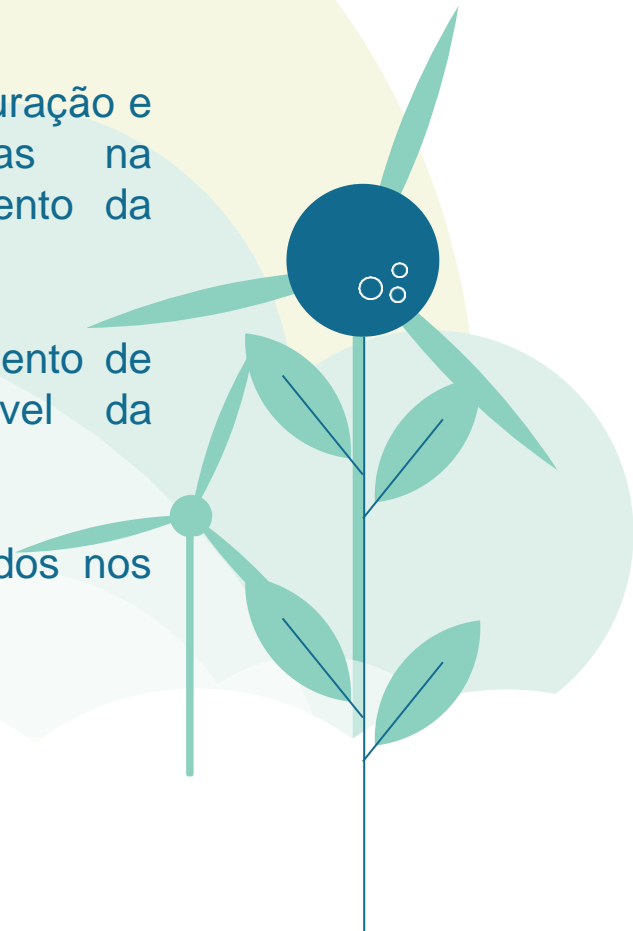 uração e
as na
ento da
ento de
vel da
dos nos